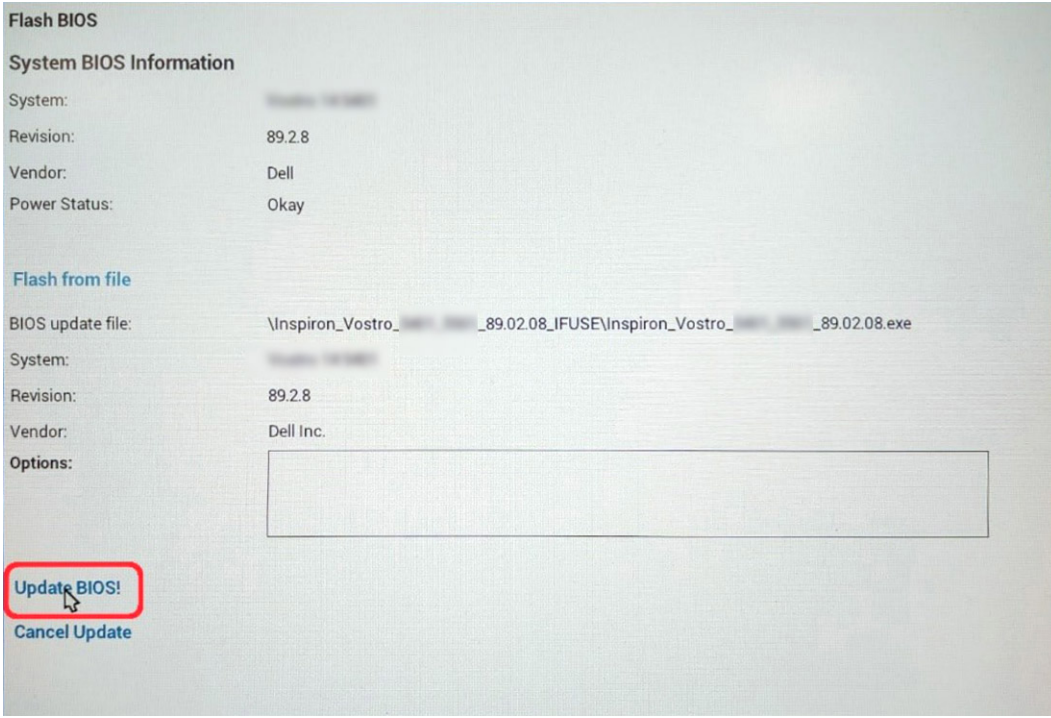 Flash BIOS
System BIOS Information
System:
Revision: 89.2.8
Vendor: Dell
Power Status: Okay
Flash from file
BIOS update file: \Inspiron_Vostro_ _89.02.08_IFUSE\Inspiron_Vostro_ _89.02.08.exe
System:
Revision: 89.2.8
Vendor: Dell Inc.
Options:
Update BIOS!
Cancel Update